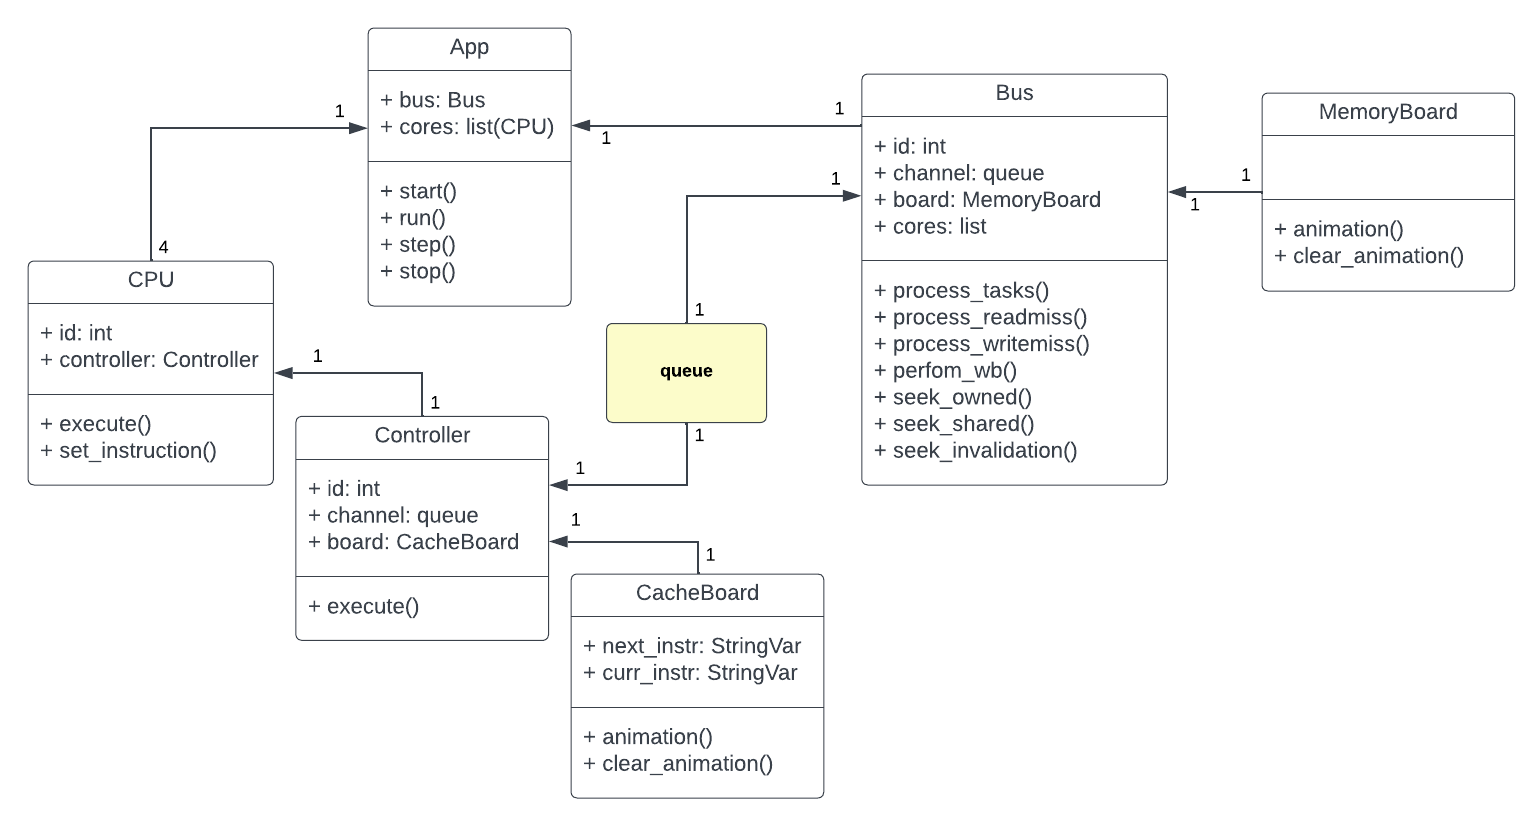 App
+ bus: Bus
+ cores: list(CPU)
+ start()
+ run()
+ step()
+ stop()
1
4
1
1
Bus
+ id: int
+ channel: queue
+ board: MemoryBoard
+ cores: list
+ process_tasks()
+ process_readmiss()
+ process_writemiss()
+ perfom_wb()
+ seek_owned()
+ seek_shared()
+ seek_invalidation()
1
1
MemoryBoard
+ animation()
+ clear_animation()
CPU
+ id: int
+ controller: Controller
+ execute()
+ set_instruction()
1
1
1
1
queue
1
1
Controller
+ id: int
+ channel: queue
+ board: CacheBoard
+ execute()
1
1
CacheBoard
+ next_instr: StringVar
+ curr_instr: StringVar
+ animation()
+ clear_animation()